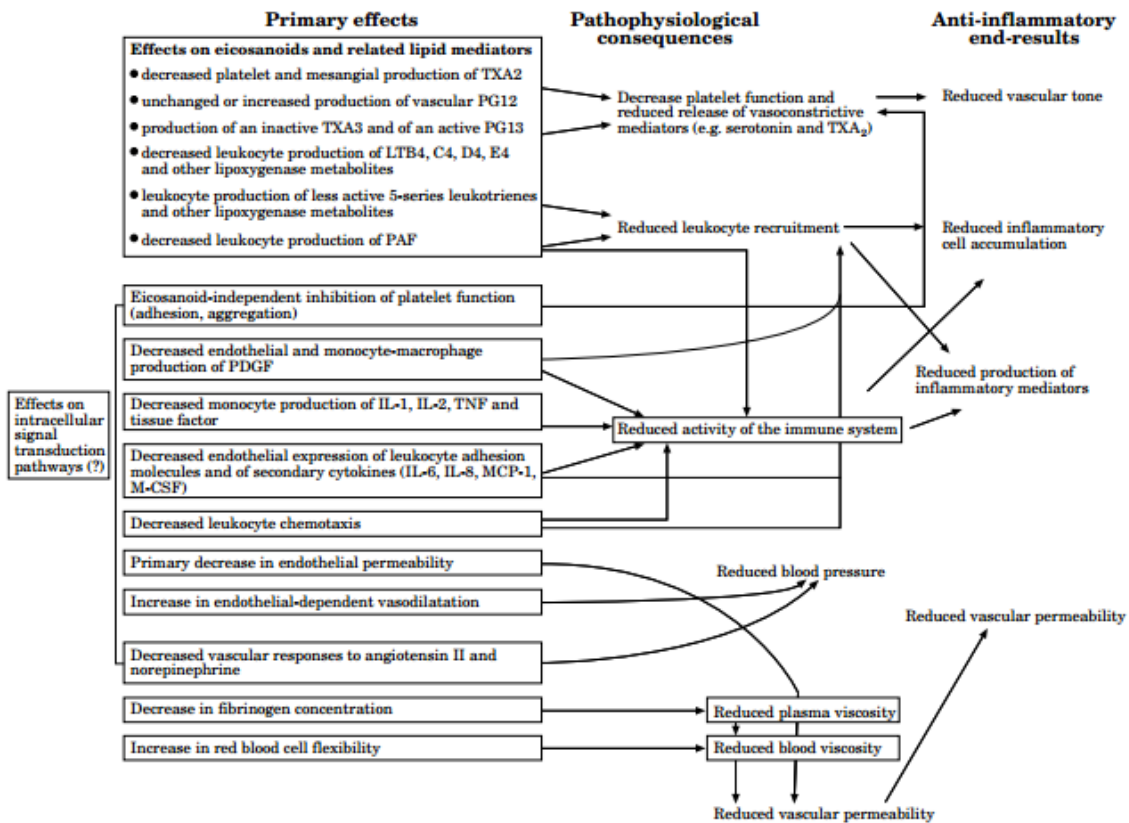 Primary effects
Pathophysiological
consequences
Anti-inflammatory
end-results
Effects on eicosanoids and related lipid mediators
● decreased platelet and mesangial production of TXA2
● unchanged or increased production of vascular PG12
● production of an inactive TXA3 and of an active PG13
● decreased leukocyte production of LTB4, C4, D4, E4
and other lipoxygenase metabolites
● leukocyte production of less active 5-series leukotrienes
and other lipoxygenase metabolites
● decreased leukocyte production of PAF
Decrease platelet function and
reduced release of vasoconstrictive
mediators (e.g. serotonin and TXA₂)
Reduced vascular tone
Reduced leukocyte recruitment
Reduced inflammatory
cell accumulation
Eicosanoid-independent inhibition of platelet function
(adhesion, aggregation)
Decreased endothelial and monocyte-macrophage
production of PDGF
Reduced production of
inflammatory mediators
Effects on
intracellular
signal
transduction
pathways (?)
Decreased monocyte production of IL-1, IL-2, TNF and
tissue factor
Reduced activity of the immune system
Decreased endothelial expression of leukocyte adhesion
molecules and of secondary cytokines (IL-6, IL-8, MCP-1,
M-CSF)
Decreased leukocyte chemotaxis
Primary decrease in endothelial permeability
Reduced blood pressure
Increase in endothelial-dependent vasodilatation
Reduced vascular permeability
Decreased vascular responses to angiotensin II and
norepinephrine
Decrease in fibrinogen concentration
Reduced plasma viscosity
Increase in red blood cell flexibility
Reduced blood viscosity
Reduced vascular permeability